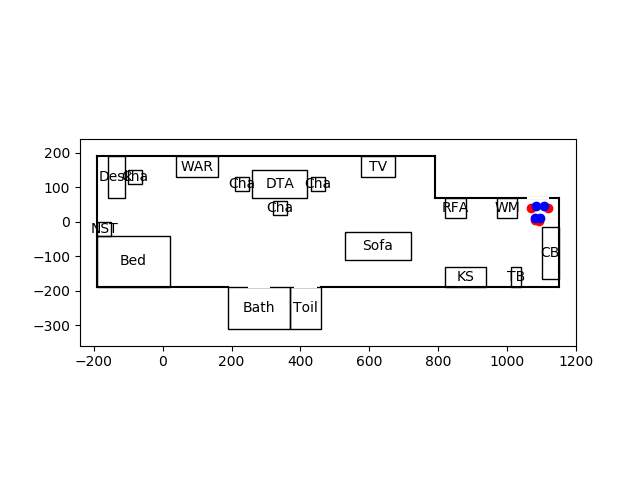 200
100
0
−100
−200
−300
−200
0
200
400
600
800
1000
1200
Desk
Cha
WAR
Cha
DTA
Cha
Cha
TV
RFA
WM
NST
Bed
Sofa
CB
KS
TB
Bath
Toil